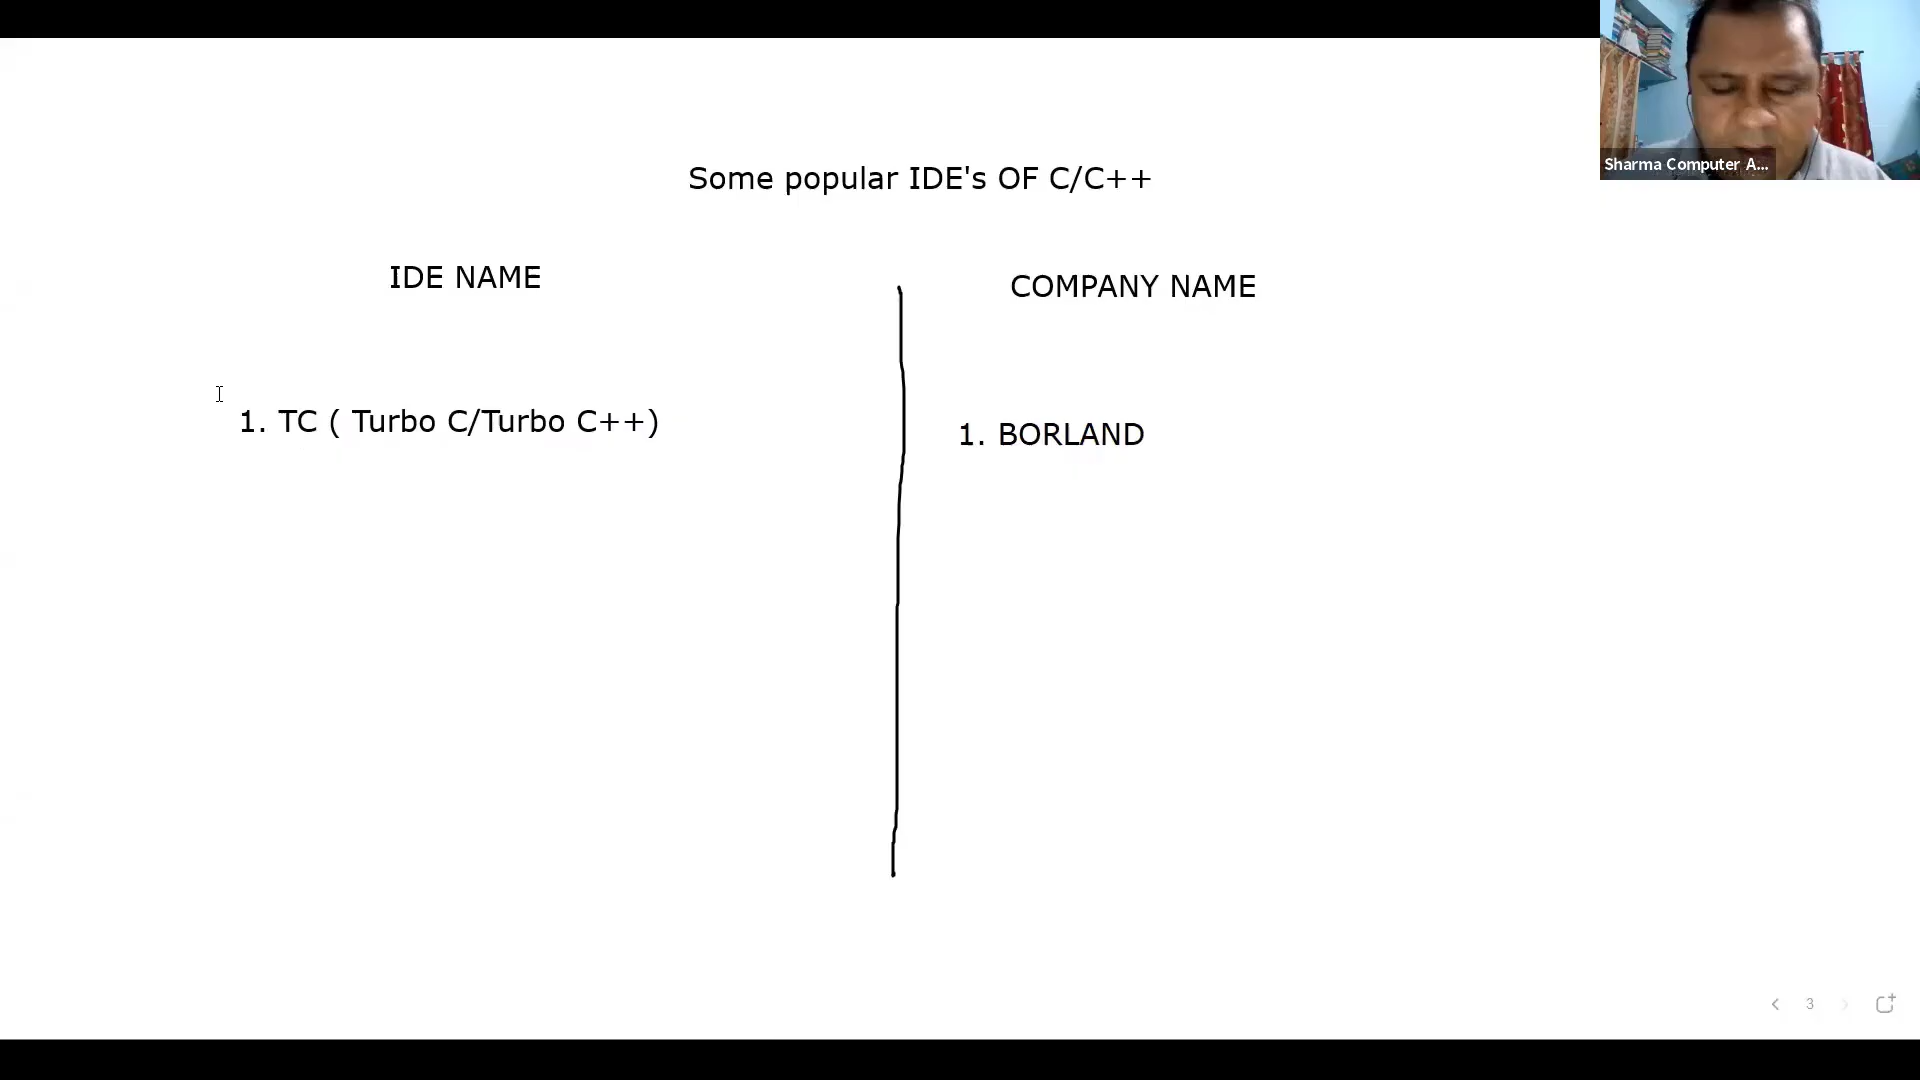 Sharma Computer A...
Some popular IDE's OF C/C++
IDE NAME
COMPANY NAME
1. TC ( Turbo C/Turbo C++)
1. BORLAND
3